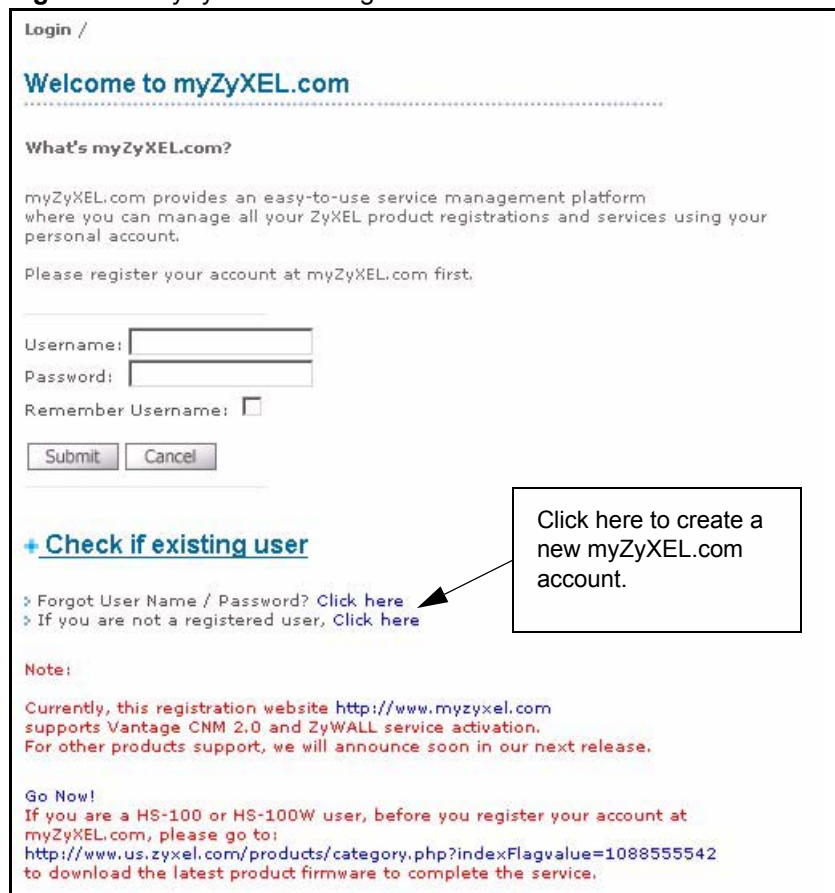 Login /
Welcome to myZyXEL.com
What's myZyXEL.com?
myZyXEL.com provides an easy-to-use service management platform
where you can manage all your ZyXEL product registrations and services using your
personal account.
Please register your account at myZyXEL.com first.
Username:
Password:
Remember Username:
Submit Cancel
+ Check if existing user
Click here to create a
new myZyXEL.com
account.
> Forgot User Name / Password? Click here
> If you are not a registered user, Click here
Note:
Currently, this registration website http://www.myzyxel.com
supports Vantage CNM 2.0 and ZyWALL service activation.
For other products support, we will announce soon in our next release.
Go Now!
If you are a HS-100 or HS-100W user, before you register your account at
myZyXEL.com, please go to:
http://www.us.zyxel.com/products/category.php?indexFlagvalue=1088555542
to download the latest product firmware to complete the service.